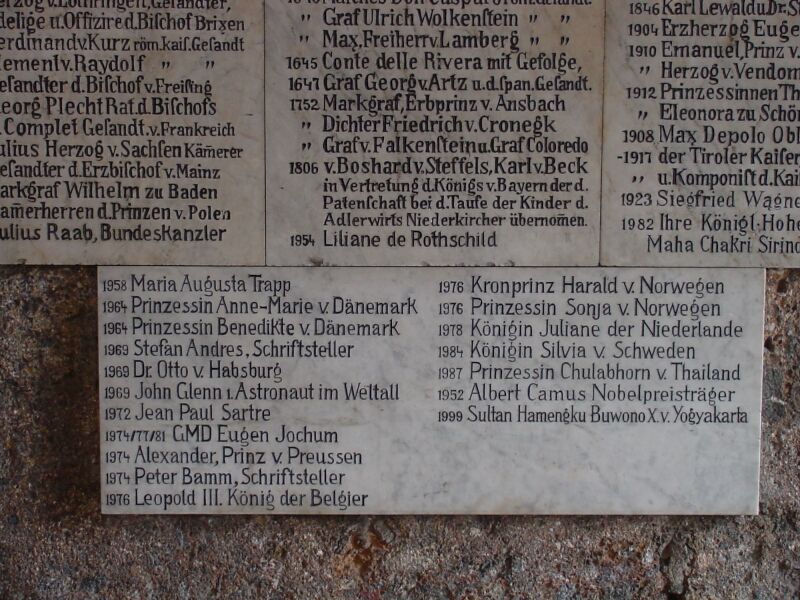 erzog v. Lothringen, Gesandter,
delige u. Offizire d. Bischof Brixen
erdinand v. Kurz röm. kais. Gesandt
lement v. Raydolf " "
esandter d. Bischof v. Freising
eorg Plecht Rat. d. Bischofs
Complet Gesandt. v. Frankreich
ulius Herzog v. Sachsen Kämerer
esandter d. Erzbischof v. Mainz
arkgraf Wilhelm zu Baden
amerherren d. Prinzen v. Polen
ulius Raab, Bundeskanzler
" Graf Ulrich Wolkenstein " "
" Max, Freiherr v. Lamberg " "
1645 Conte delle Rivera mit Gefolge,
1647 Graf Georg v. Artz u. d. span. Gesandt.
1752 Markgraf, Erbprinz v. Ansbach
" Dichter Friedrich v. Cronegk
" Graf v. Falkenstein u. Graf Coloredo
1806 v. Boshard v. Steffels, Karl v. Beck
in Vertretung d. Königs v. Bayern der d.
Patenschaft bei d. Taufe der Kinder d.
Adlerwirts Niederkircher übernomen.
1954 Liliane de Rothschild
1846 Karl Lewald u. Dr. S
1904 Erzherzog Euge
1910 Emanuel, Prinz v.
" Herzog v. Vendom
1912 Prinzessinnen Th
" Eleonora zu Schön
1908 Max Depolo Obl
-1917 der Tiroler Kaiser
" u. Komponist d. Kai
1923 Siegfried Wagne
1982 Ihre Königl. Hohe
Maha Chakri Sirind
1958 Maria Augusta Trapp
1964 Prinzessin Anne-Marie v. Dänemark
1964 Prinzessin Benedikte v. Dänemark
1969 Stefan Andres, Schriftsteller
1969 Dr. Otto v. Habsburg
1969 John Glenn 1. Astronaut im Weltall
1972 Jean Paul Sartre
1974/77/81 GMD Eugen Jochum
1974 Alexander, Prinz v. Preussen
1974 Peter Bamm, Schriftsteller
1976 Leopold III. König der Belgier
1976 Kronprinz Harald v. Norwegen
1976 Prinzessin Sonja v. Norwegen
1978 Königin Juliane der Niederlande
1984 Königin Silvia v. Schweden
1987 Prinzessin Chulabhorn v. Thailand
1952 Albert Camus Nobelpreisträger
1999 Sultan Hamengku Buwono X. v. Yogyakarta